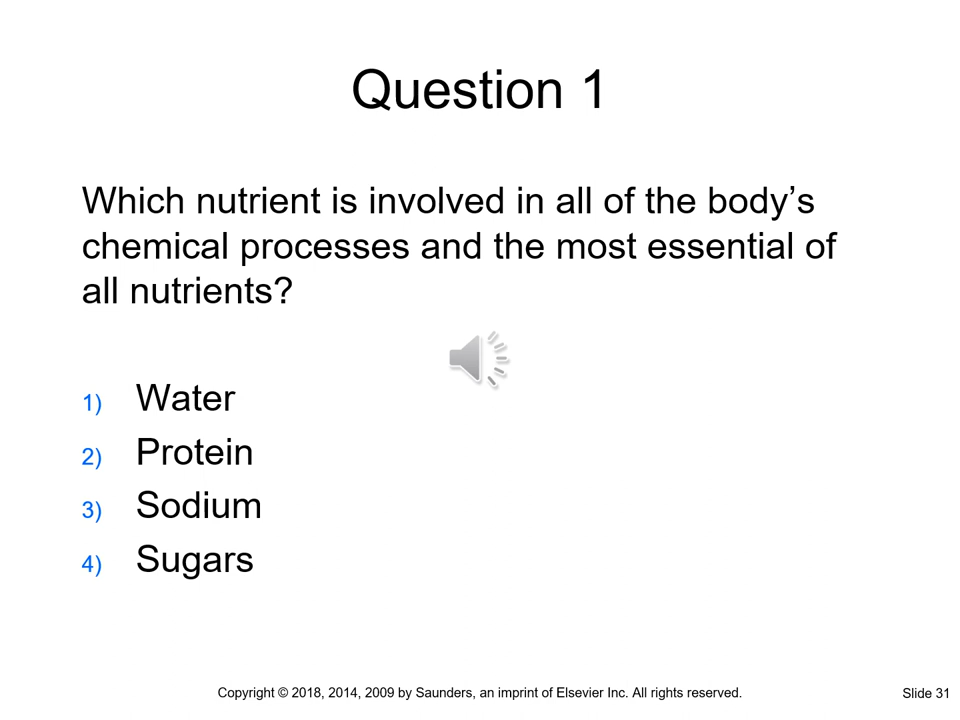 Question 1
Which nutrient is involved in all of the body’s
chemical processes and the most essential of
all nutrients?
1) Water
2) Protein
3) Sodium
4) Sugars
Copyright © 2018, 2014, 2009 by Saunders, an imprint of Elsevier Inc. All rights reserved.
Slide 31